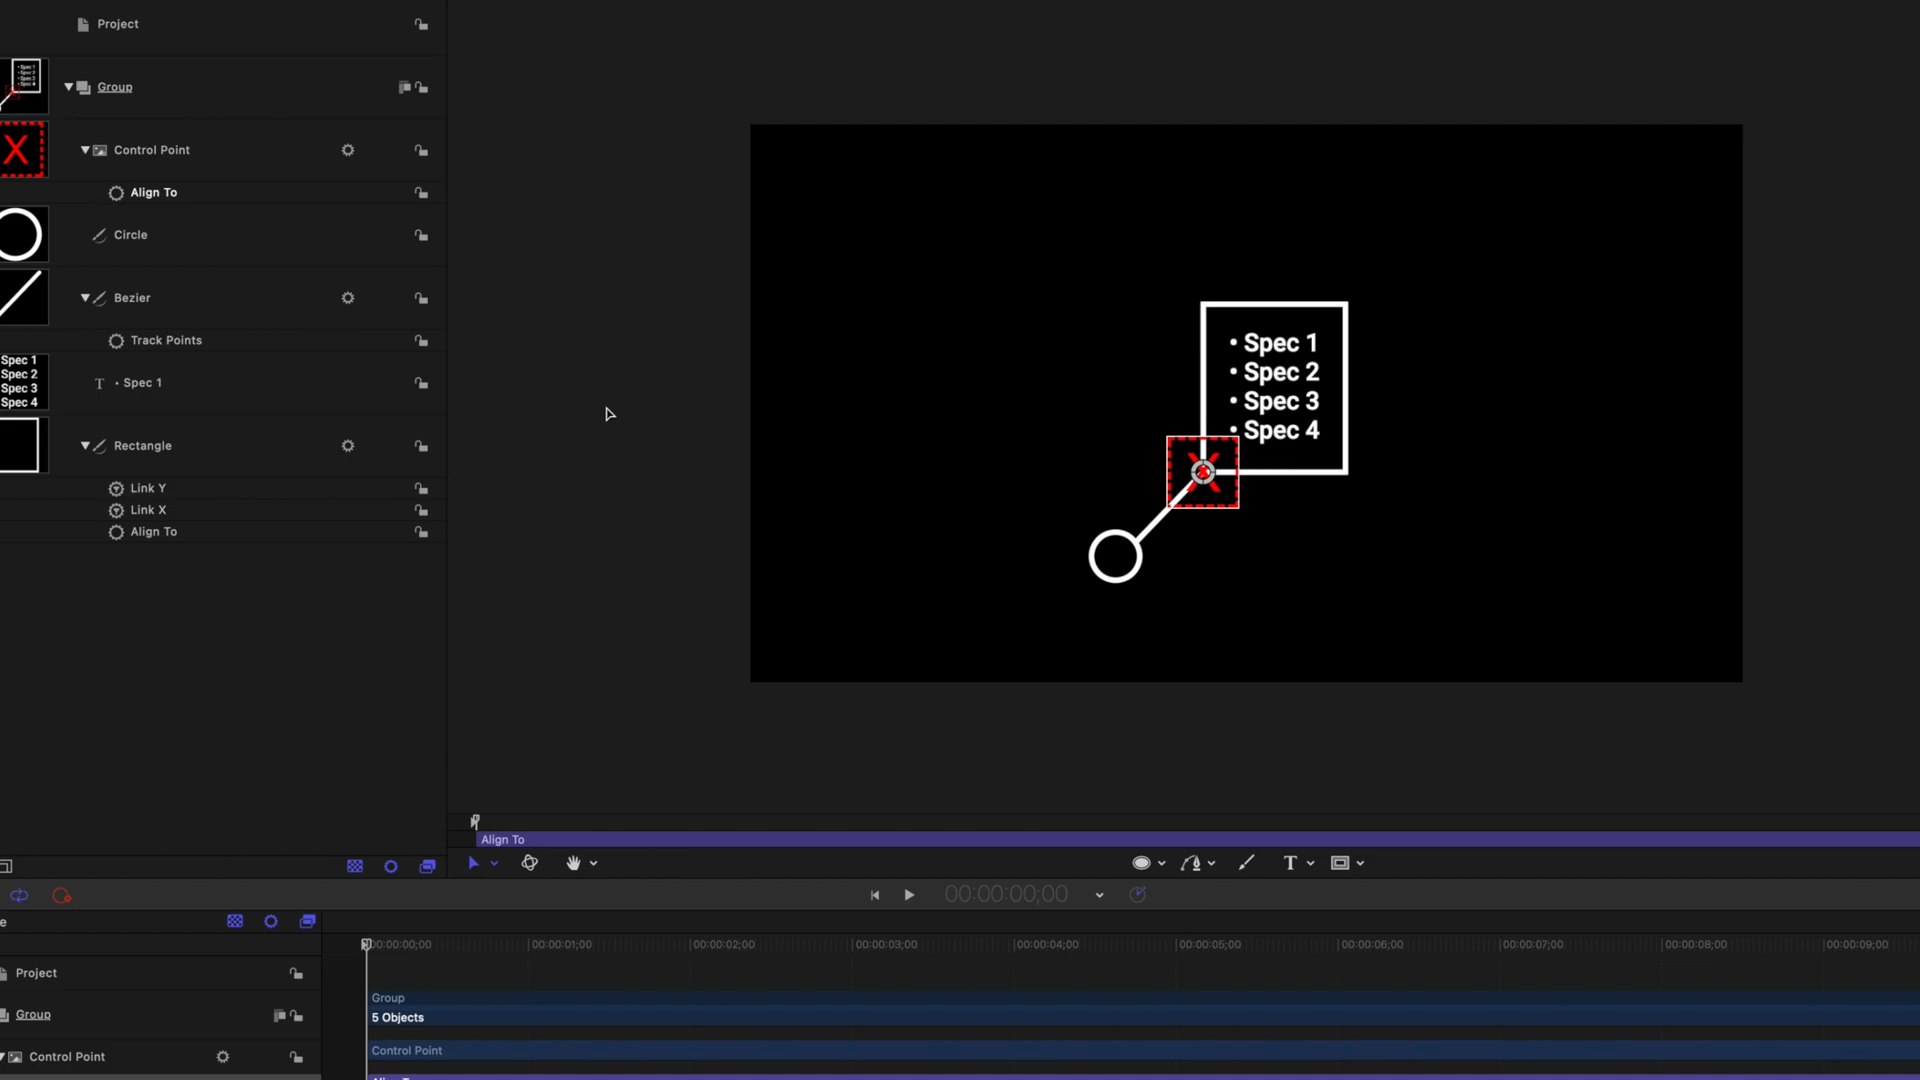 Project
Group
Control Point
Align To
Circle
Bezier
Track Points
• Spec 1
Rectangle
Link Y
Link X
Align To
• Spec 1
• Spec 2
• Spec 3
• Spec 4
X
Spec 1
Spec 2
Spec 3
Spec 4
Align To
T
00:00:00;00
00:00:00;00
00:00:01;00
00:00:02;00
00:00:03;00
00:00:04;00
00:00:05;00
00:00:06;00
00:00:07;00
00:00:08;00
00:00:09;00
Project
Group
Control Point
Group
5 Objects
Control Point